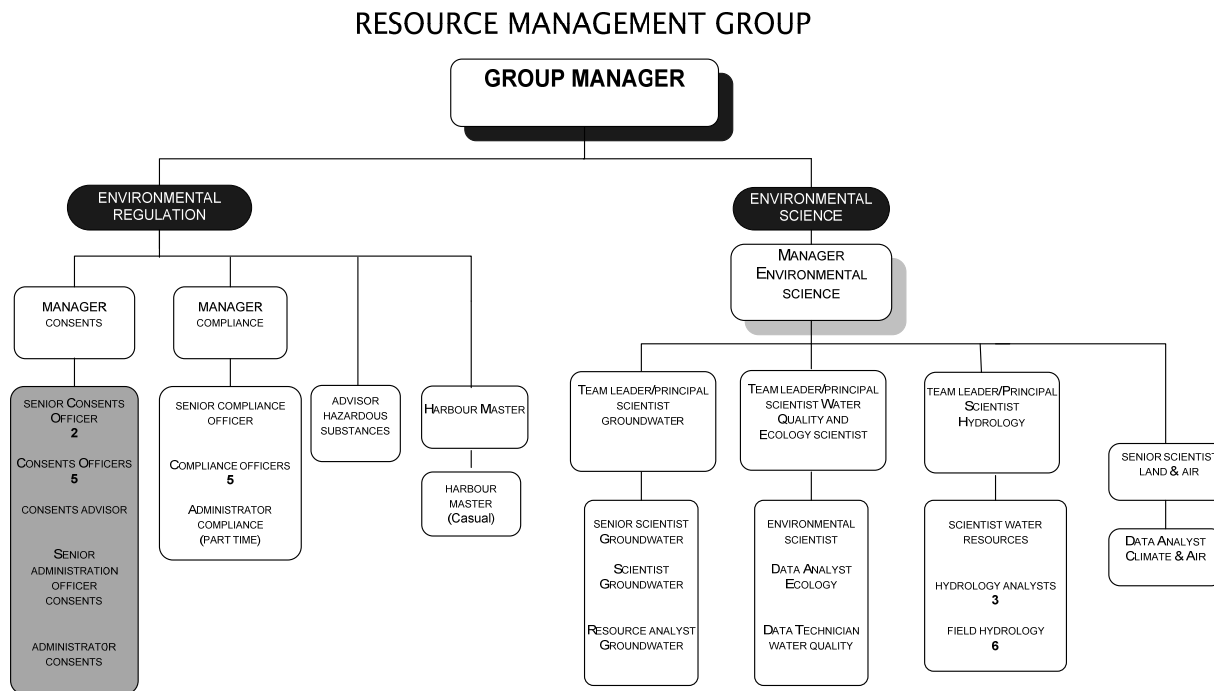 RESOURCE MANAGEMENT GROUP
GROUP MANAGER
ENVIRONMENTAL
REGULATION
ENVIRONMENTAL
SCIENCE
MANAGER
ENVIRONMENTAL
SCIENCE
MANAGER
CONSENTS
MANAGER
COMPLIANCE
SENIOR CONSENTS
OFFICER
2
CONSENTS OFFICERS
5
CONSENTS ADVISOR
SENIOR
ADMINISTRATION
OFFICER
CONSENTS
ADMINISTRATOR
CONSENTS
SENIOR COMPLIANCE
OFFICER
COMPLIANCE OFFICERS
5
ADMINISTRATOR
COMPLIANCE
(PART TIME)
ADVISOR
HAZARDOUS
SUBSTANCES
HARBOUR MASTER
HARBOUR
MASTER
(Casual)
TEAM LEADER/PRINCIPAL
SCIENTIST
GROUNDWATER
SENIOR SCIENTIST
GROUNDWATER
SCIENTIST
GROUNDWATER
RESOURCE ANALYST
GROUNDWATER
TEAM LEADER/PRINCIPAL
SCIENTIST WATER
QUALITY AND
ECOLOGY SCIENTIST
ENVIRONMENTAL
SCIENTIST
DATA ANALYST
ECOLOGY
DATA TECHNICIAN
WATER QUALITY
TEAM LEADER/PRINCIPAL
SCIENTIST
HYDROLOGY
SCIENTIST WATER
RESOURCES
HYDROLOGY ANALYSTS
3
FIELD HYDROLOGY
6
SENIOR SCIENTIST
LAND & AIR
DATA ANALYST
CLIMATE & AIR